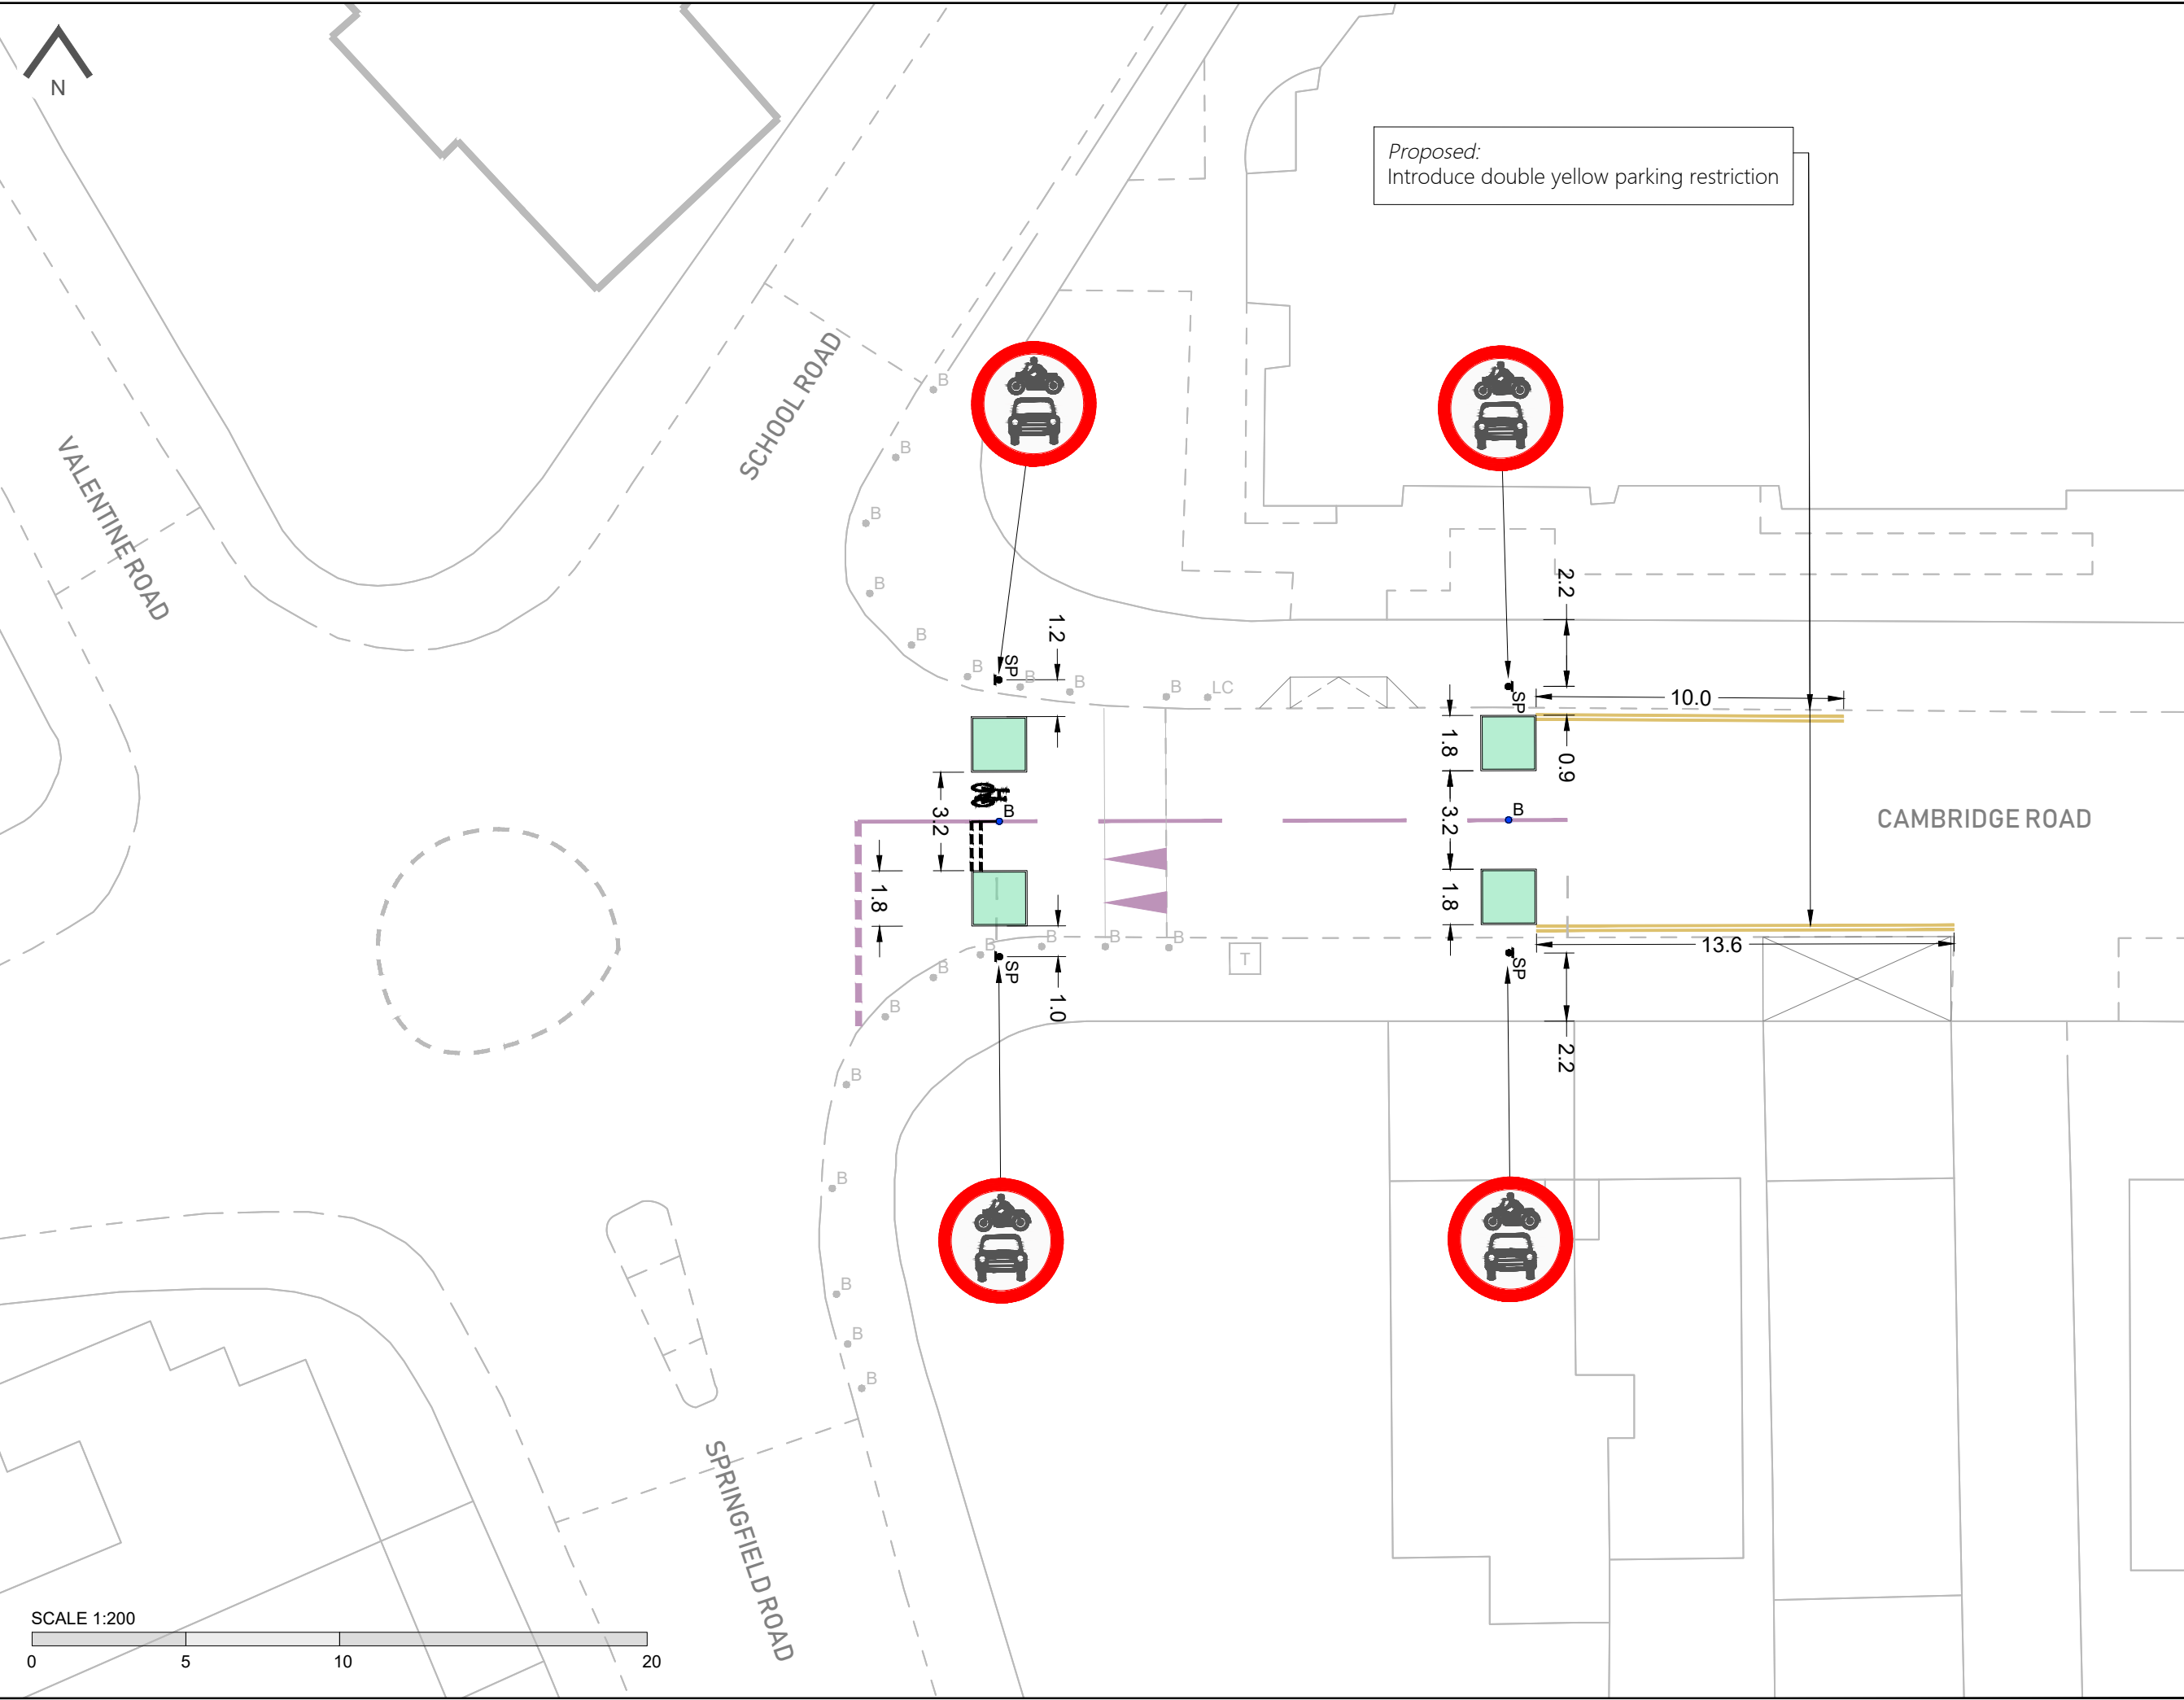 N
Proposed:
Introduce double yellow parking restriction
SCHOOL ROAD
VALENTINE ROAD
B
B
B
B
B
B
SP
B
B
1.2
B
LC
2.2
SP
10.0
1.8
0.9
3.2
B
3.2
B
CAMBRIDGE ROAD
1.8
1.8
B
B
B
B
B
B
SP
1.0
T
SP
13.6
2.2
B
B
B
B
B
SPRINGFIELD ROAD
SCALE 1:200
0
5
10
20